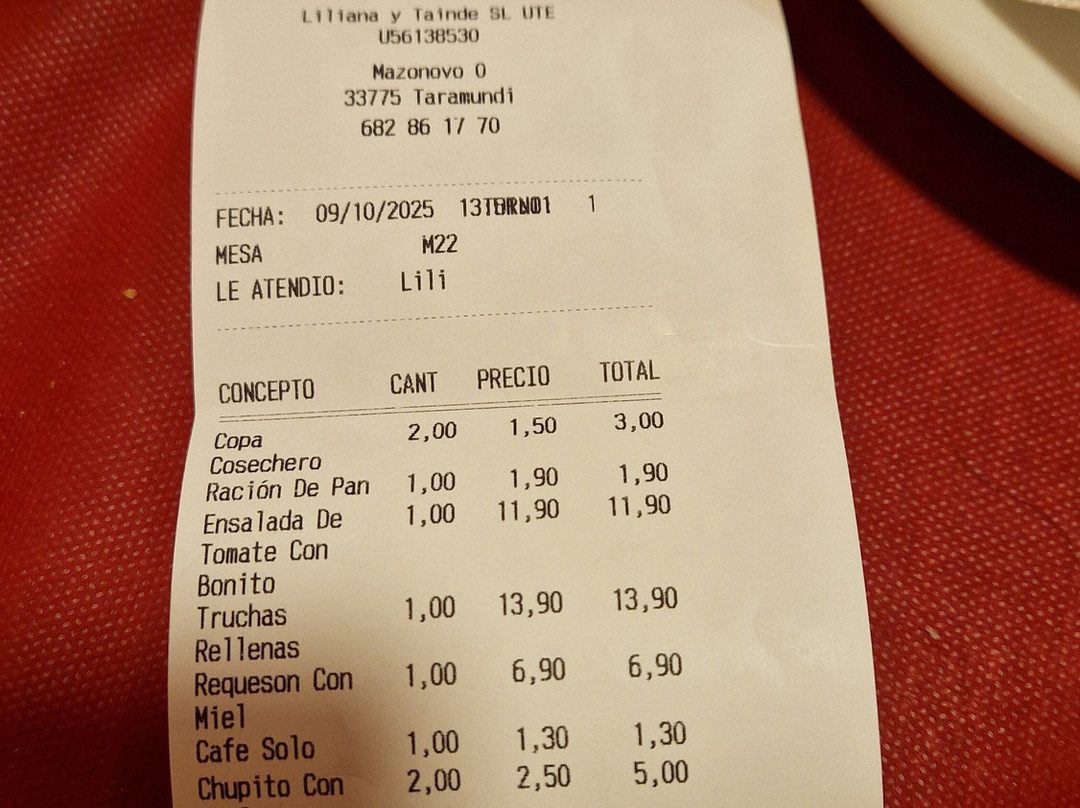 Liliana y Tainde SL UTE
U56138530
Mazonovo 0
33775 Taramundi
682 86 17 70
FECHA: 09/10/2025 1
MESA M22
LE ATENDIO: Lili
CONCEPTO CANT PRECIO TOTAL
Copa 2,00 1,50 3,00
Cosechero
Ración De Pan 1,00 1,90 1,90
Ensalada De 1,00 11,90 11,90
Tomate Con
Bonito
Truchas 1,00 13,90 13,90
Rellenas
Requeson Con 1,00 6,90 6,90
Miel
Cafe Solo 1,00 1,30 1,30
Chupito Con 2,00 2,50 5,00